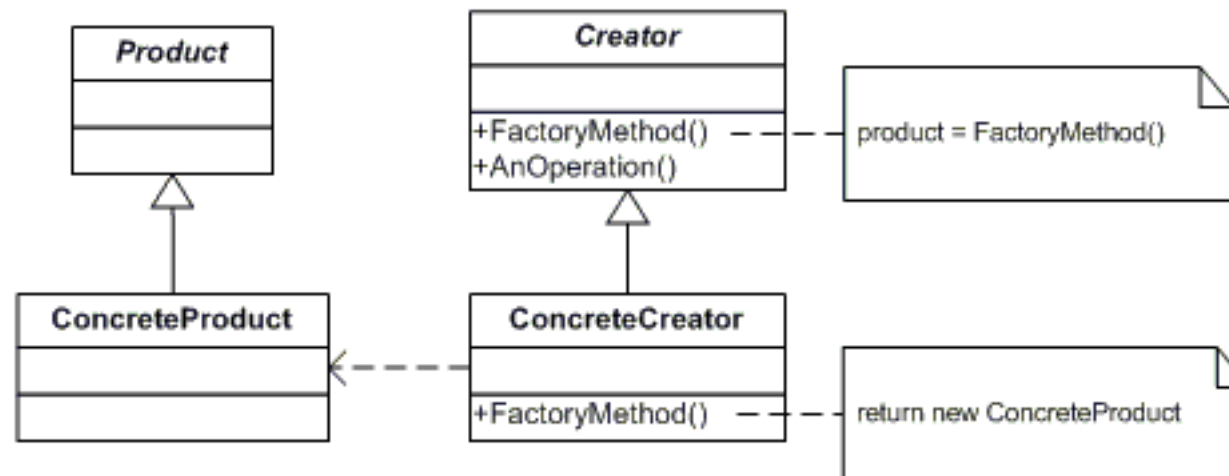 Product
Creator
+FactoryMethod()
+AnOperation()
product = FactoryMethod()
ConcreteProduct
ConcreteCreator
+FactoryMethod()
return new ConcreteProduct